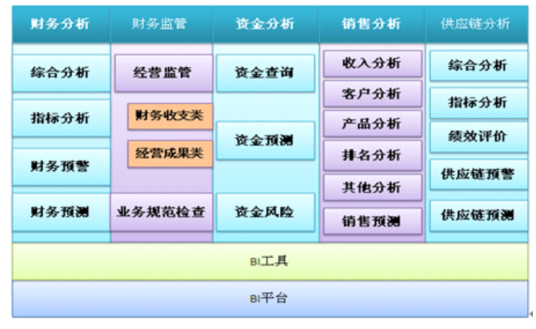 财务分析 财务监管 资金分析 销售分析 供应链分析
综合分析
指标分析
财务预警
财务预测
经营监管
财务收支类
经营成果类
业务规范检查
资金查询
资金预测
资金风险
收入分析
客户分析
产品分析
排名分析
其他分析
销售预测
综合分析
指标分析
绩效评价
供应链预警
供应链预测
BI工具
BI平台